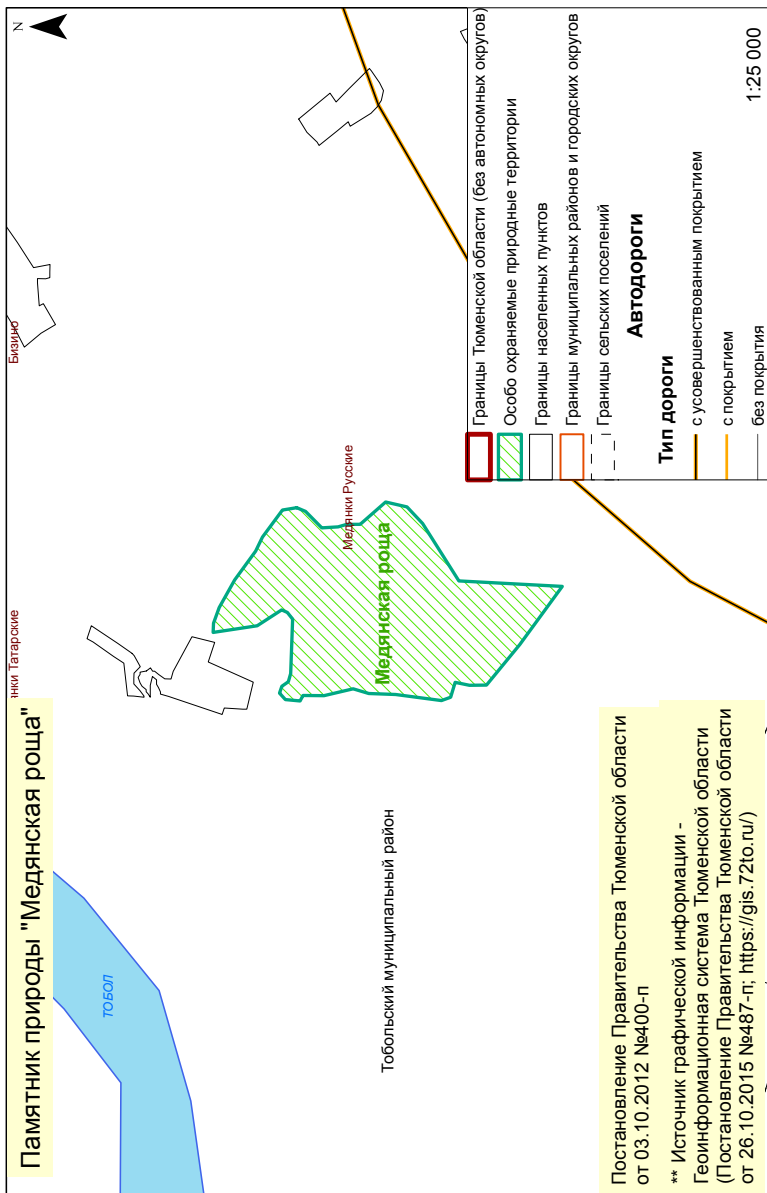 Памятник природы "Медянская роща"
N
нки Татарские
Бизино
ТОБОЛ
Медянки Русские
Медянская роща
Тобольский муниципальный район
Границы Тюменской области (без автономных округов)
Особо охраняемые природные территории
Границы населенных пунктов
Границы муниципальных районов и городских округов
Границы сельских поселений
Автодороги
Тип дороги
с усовершенствованным покрытием
с покрытием
без покрытия
1:25 000
Постановление Правительства Тюменской области
от 03.10.2012 №400-п
** Источник графической информации -
Геоинформационная система Тюменской области
(Постановление Правительства Тюменской области
от 26.10.2015 №487-п; https://gis.72to.ru/)